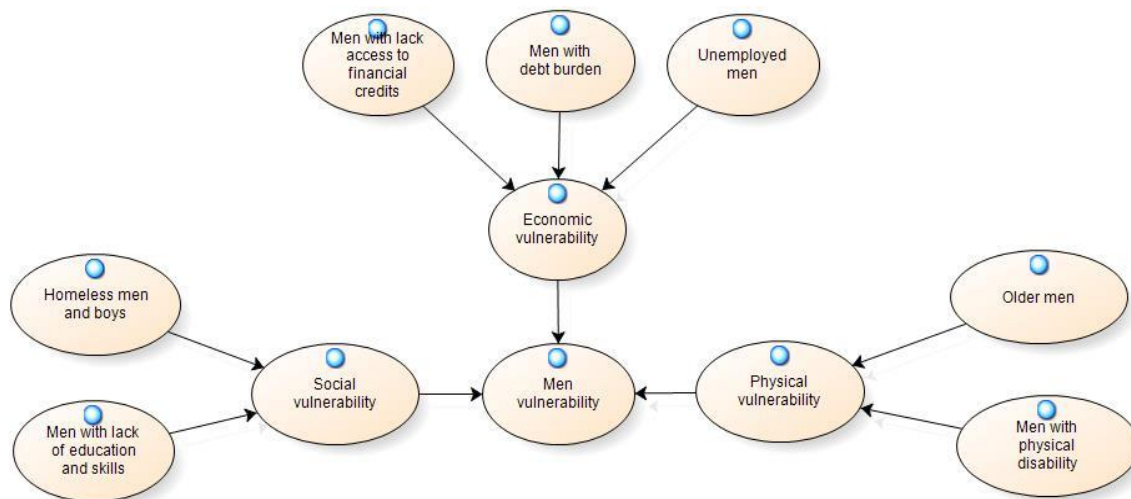 Men with lack
access to
financial
credits
Men with
debt burden
Unemployed
men
Economic
vulnerability
Homeless men
and boys
Older men
Social
vulnerability
Men
vulnerability
Physical
vulnerability
Men with lack
of education
and skills
Men with
physical
disability